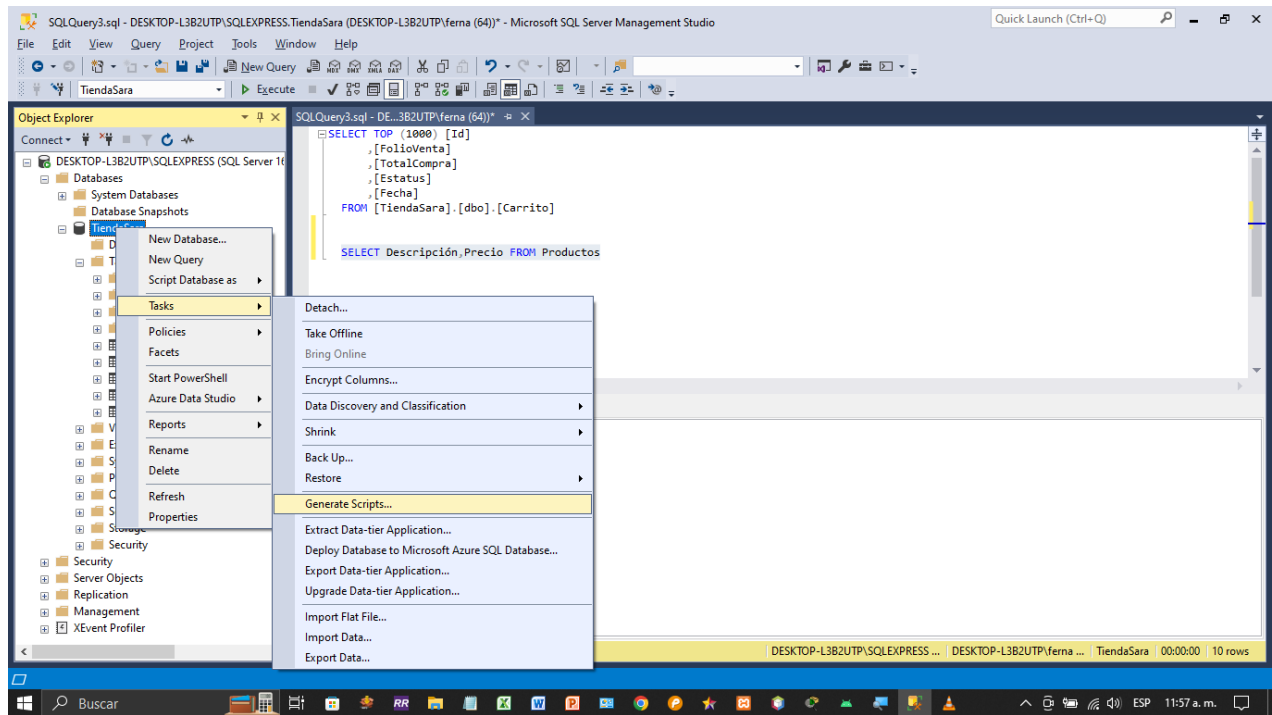 SQLQuery3.sql - DESKTOP-L3B2UTP\SQLEXPRESS.TiendaSara (DESKTOP-L3B2UTP\ferna (64))* - Microsoft SQL Server Management Studio
Quick Launch (Ctrl+Q)
File Edit View Query Project Tools Window Help
New Query
MDX DMX XMLA DAX
TiendaSara
Execute
Object Explorer
SQLQuery3.sql - DE...3B2UTP\ferna (64))*
Connect
DESKTOP-L3B2UTP\SQLEXPRESS (SQL Server 16
Databases
System Databases
Database Snapshots
TiendaSara
D
T
V
E
S
P
Q
S
Storage
Security
Security
Server Objects
Replication
Management
XEvent Profiler
SELECT TOP (1000) [Id]
,[FolioVenta]
,[TotalCompra]
,[Estatus]
,[Fecha]
FROM [TiendaSara].[dbo].[Carrito]
SELECT Descripción,Precio FROM Productos
New Database...
New Query
Script Database as
Tasks
Policies
Facets
Start PowerShell
Azure Data Studio
Reports
Rename
Delete
Refresh
Properties
Detach...
Take Offline
Bring Online
Encrypt Columns...
Data Discovery and Classification
Shrink
Back Up...
Restore
Generate Scripts...
Extract Data-tier Application...
Deploy Database to Microsoft Azure SQL Database...
Export Data-tier Application...
Upgrade Data-tier Application...
Import Flat File...
Import Data...
Export Data...
DESKTOP-L3B2UTP\SQLEXPRESS ... DESKTOP-L3B2UTP\ferna ... TiendaSara 00:00:00 10 rows
Buscar
RR
ESP 11:57 a. m.